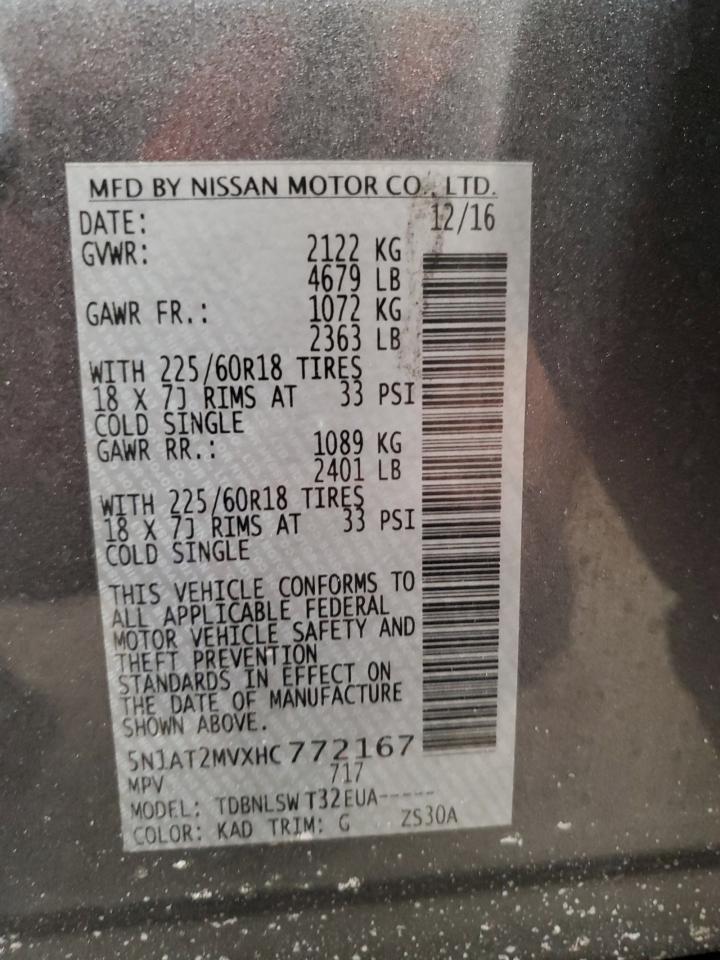 MFD BY NISSAN MOTOR CO., LTD.
DATE: 12/16
GVWR: 2122 KG
4679 LB
GAWR FR.: 1072 KG
2363 LB
WITH 225/60R18 TIRES
18 X 7J RIMS AT 33 PSI
COLD SINGLE
GAWR RR.: 1089 KG
2401 LB
WITH 225/60R18 TIRES
18 X 7J RIMS AT 33 PSI
COLD SINGLE
THIS VEHICLE CONFORMS TO
ALL APPLICABLE FEDERAL
MOTOR VEHICLE SAFETY AND
THEFT PREVENTION
STANDARDS IN EFFECT ON
THE DATE OF MANUFACTURE
SHOWN ABOVE.
5N1AT2MVXHC772167
MPV 717
MODEL: TDBNLSW T32EUA-----
COLOR: KAD TRIM: G ZS30A